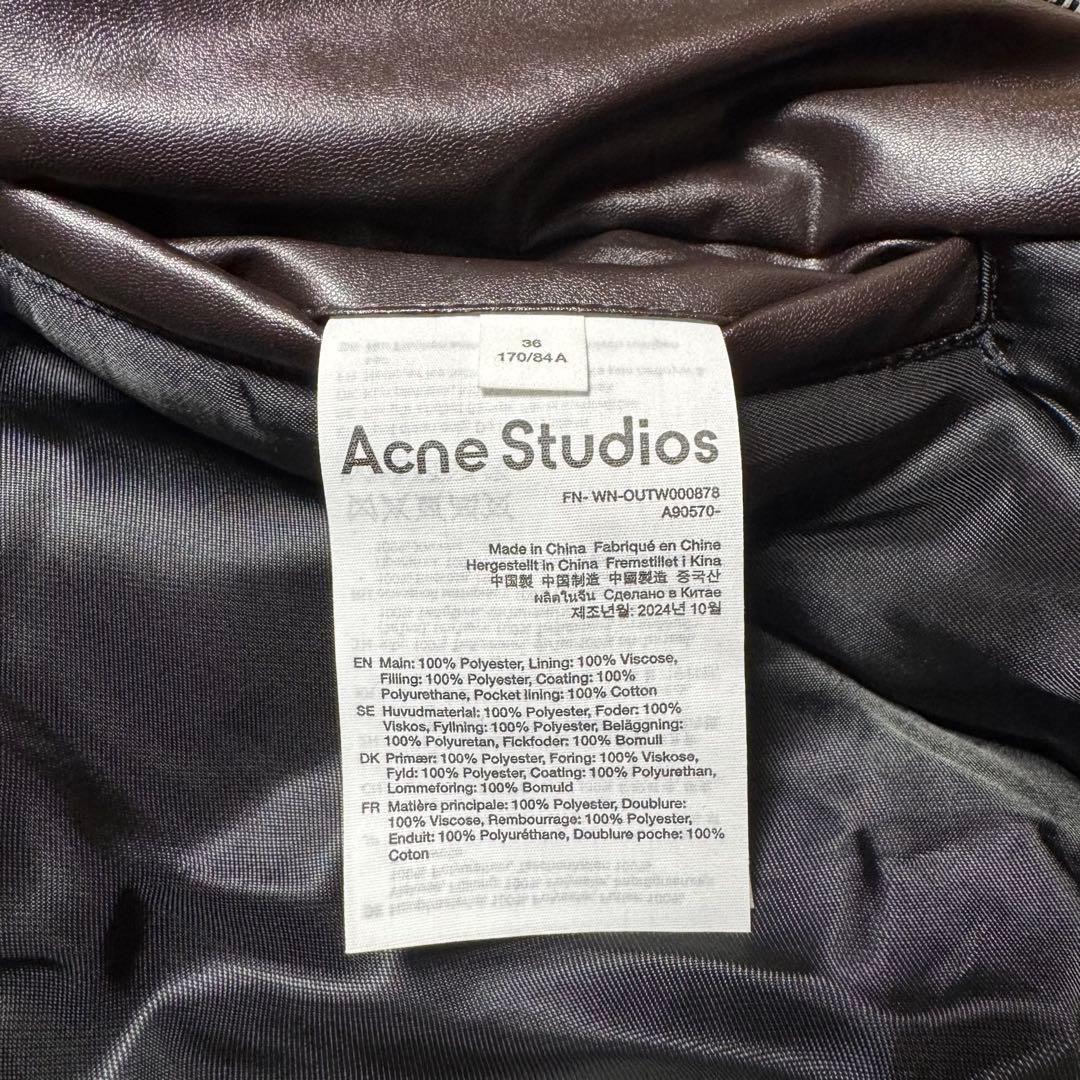 36
170/84A
Acne Studios
FN- WN-OUTW000878
A90570-
Made in China Fabriqué en Chine
Hergestellt in China Fremstillet i Kina
中国製 中国制造 中國製造 중국산
ผลิตในจีน Сделано в Китае
제조년월: 2024년 10월
EN Main: 100% Polyester, Lining: 100% Viscose,
Filling: 100% Polyester, Coating: 100%
Polyurethane, Pocket lining: 100% Cotton
SE Huvudmaterial: 100% Polyester, Foder: 100%
Viskos, Fyllning: 100% Polyester, Beläggning:
100% Polyuretan, Fickfoder: 100% Bomull
DK Primær: 100% Polyester, Foring: 100% Viskose,
Fyld: 100% Polyester, Coating: 100% Polyurethan,
Lommeforing: 100% Bomuld
FR Matière principale: 100% Polyester, Doublure:
100% Viscose, Rembourrage: 100% Polyester,
Enduit: 100% Polyuréthane, Doublure poche: 100%
Coton